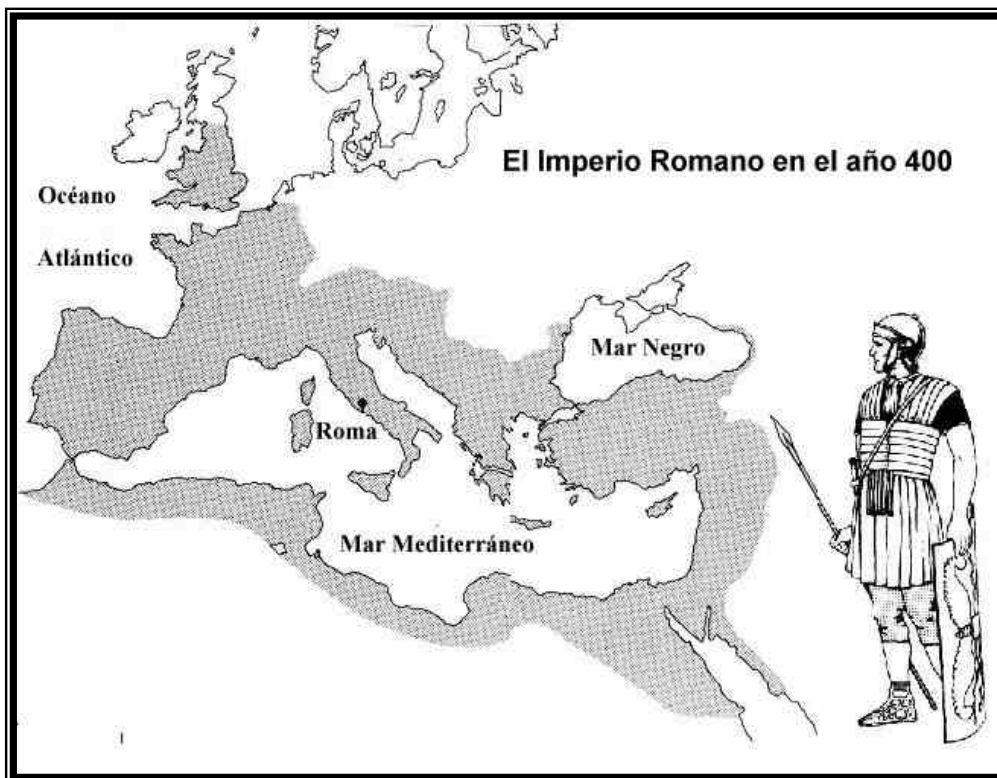 El Imperio Romano en el año 400
Océano
Atlántico
Mar Negro
Roma
Mar Mediterráneo